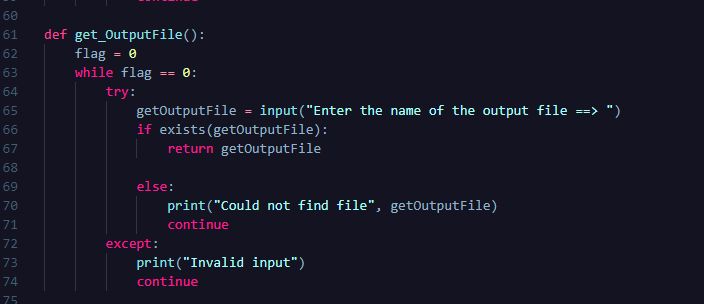 60
61 def get_OutputFile():
62     flag = 0
63     while flag == 0:
64         try:
65             getOutputFile = input("Enter the name of the output file ==> ")
66             if exists(getOutputFile):
67                 return getOutputFile
68
69             else:
70                 print("Could not find file", getOutputFile)
71                 continue
72         except:
73             print("Invalid input")
74             continue
75